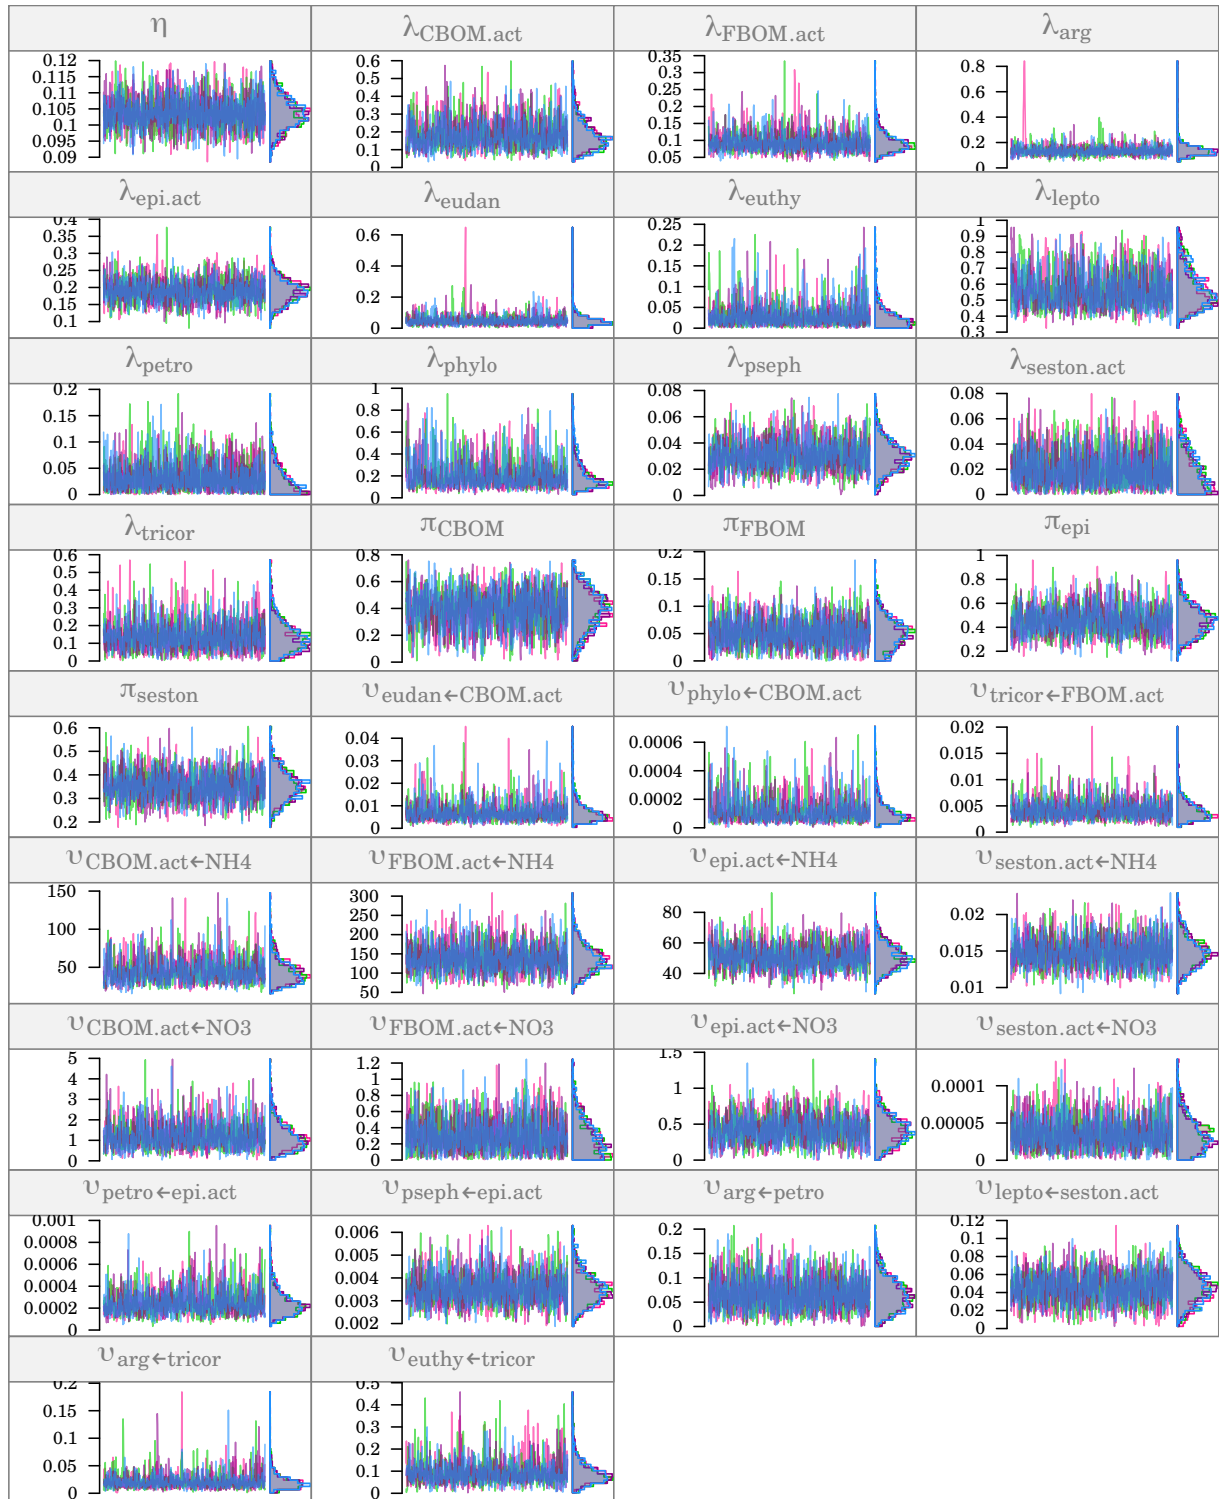 η λCBOM.act λFBOM.act λarg
0.12 0.115 0.11 0.105 0.1 0.095 0.09
0.6 0.5 0.4 0.3 0.2 0.1 0
0.35 0.3 0.25 0.2 0.15 0.1 0.05
0.8 0.6 0.4 0.2 0
λepi.act λeudan λeuthy λlepto
0.4 0.35 0.3 0.25 0.2 0.15 0.1
0.6 0.4 0.2 0
0.25 0.2 0.15 0.1 0.05 0
1 0.9 0.8 0.7 0.6 0.5 0.4 0.3
λpetro λphylo λpseph λseston.act
0.2 0.15 0.1 0.05 0
1 0.8 0.6 0.4 0.2 0
0.08 0.06 0.04 0.02 0
0.08 0.06 0.04 0.02 0
λtricor πCBOM πFBOM πepi
0.6 0.5 0.4 0.3 0.2 0.1 0
0.8 0.6 0.4 0.2 0
0.2 0.15 0.1 0.05 0
1 0.8 0.6 0.4 0.2
πseston υeudan←CBOM.act υphylo←CBOM.act υtricor←FBOM.act
0.6 0.5 0.4 0.3 0.2
0.04 0.03 0.02 0.01 0
0.0006 0.0004 0.0002 0
0.02 0.015 0.01 0.005 0
υCBOM.act←NH4 υFBOM.act←NH4 υepi.act←NH4 υseston.act←NH4
150 100 50
300 250 200 150 100 50
80 60 40
0.02 0.015 0.01
υCBOM.act←NO3 υFBOM.act←NO3 υepi.act←NO3 υseston.act←NO3
5 4 3 2 1 0
1.2 1 0.8 0.6 0.4 0.2 0
1.5 1 0.5 0
0.0001 0.00005 0
υpetro←epi.act υpseph←epi.act υarg←petro υlepto←seston.act
0.001 0.0008 0.0006 0.0004 0.0002 0
0.006 0.005 0.004 0.003 0.002
0.2 0.15 0.1 0.05 0
0.12 0.1 0.08 0.06 0.04 0.02 0
υarg←tricor υeuthy←tricor
0.2 0.15 0.1 0.05 0
0.5 0.4 0.3 0.2 0.1 0